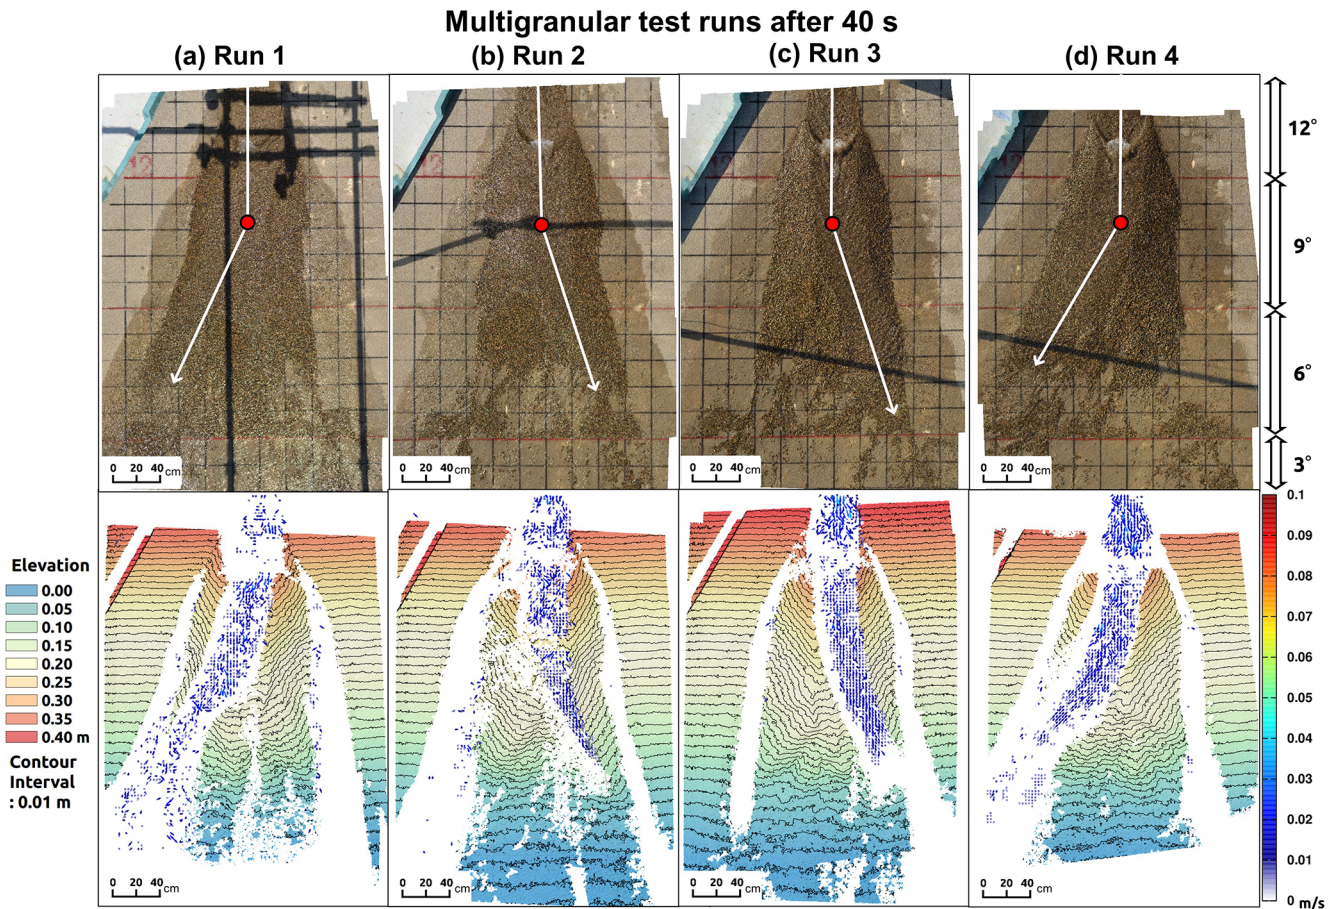 Multigranular test runs after 40 s
(a) Run 1
(b) Run 2
(c) Run 3
(d) Run 4
12°
9°
6°
3°
0 20 40 cm
0 20 40 cm
0 20 40 cm
0 20 40 cm
Elevation
0.00
0.05
0.10
0.15
0.20
0.25
0.30
0.35
0.40 m
Contour
Interval
: 0.01 m
0.1
0.09
0.08
0.07
0.06
0.05
0.04
0.03
0.02
0.01
0 m/s
0 20 40 cm
0 20 40 cm
0 20 40 cm
0 20 40 cm